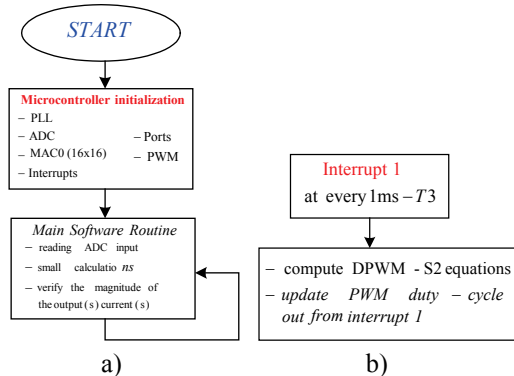 START
Microcontroller initialization
– PLL
– ADC
– Ports
– MAC0 (16x16)
– PWM
– Interrupts
Main Software Routine
– reading ADC input
– small calculatio ns
– verify the magnitude of
the output(s) current(s)
a)
Interrupt 1
at every 1ms – T3
– compute DPWM - S2 equations
– update PWM duty – cycle
out from interrupt 1
b)